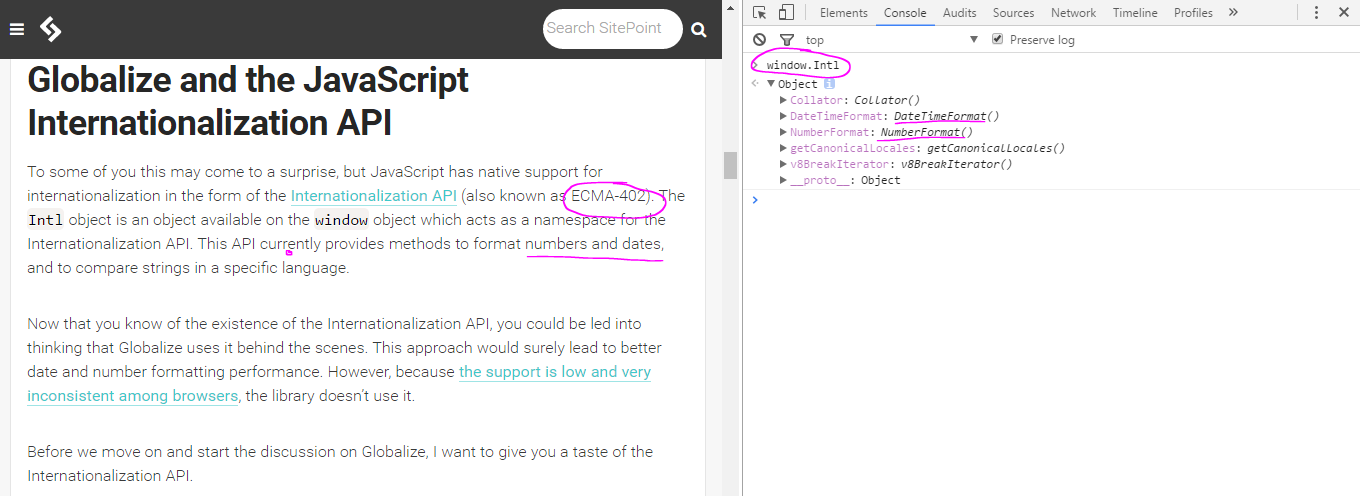 Search SitePoint
Globalize and the JavaScript
Internationalization API
To some of you this may come to a surprise, but JavaScript has native support for
internationalization in the form of the Internationalization API (also known as ECMA-402). The
Intl object is an object available on the window object which acts as a namespace for the
Internationalization API. This API currently provides methods to format numbers and dates,
and to compare strings in a specific language.
Now that you know of the existence of the Internationalization API, you could be led into
thinking that Globalize uses it behind the scenes. This approach would surely lead to better
date and number formatting performance. However, because the support is low and very
inconsistent among browsers, the library doesn’t use it.
Before we move on and start the discussion on Globalize, I want to give you a taste of the
Internationalization API.
Elements Console Audits Sources Network Timeline Profiles »
top Preserve log
> window.Intl
Object i
Collator: Collator()
DateTimeFormat: DateTimeFormat()
NumberFormat: NumberFormat()
getCanonicalLocales: getCanonicalLocales()
v8BreakIterator: v8BreakIterator()
__proto__: Object
>